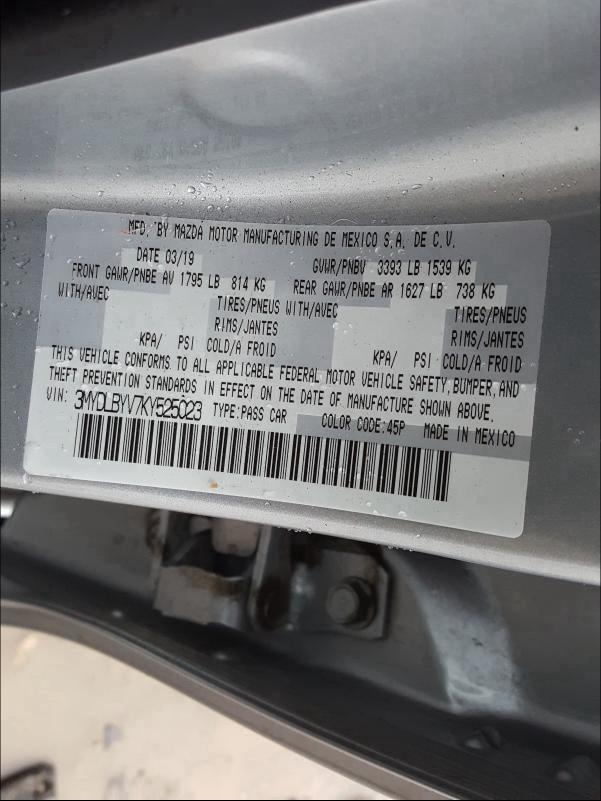 MFD. BY MAZDA MOTOR MANUFACTURING DE MEXICO S.A. DE C.V.
DATE 03/19 GVWR/PNBV 3393 LB 1539 KG
FRONT GAWR/PNBE AV 1795 LB 814 KG REAR GAWR/PNBE AR 1627 LB 738 KG
WITH/AVEC TIRES/PNEUS WITH/AVEC TIRES/PNEUS
RIMS/JANTES RIMS/JANTES
KPA/ PSI COLD/A FROID KPA/ PSI COLD/A FROID
THIS VEHICLE CONFORMS TO ALL APPLICABLE FEDERAL MOTOR VEHICLE SAFETY, BUMPER, AND
THEFT PREVENTION STANDARDS IN EFFECT ON THE DATE OF MANUFACTURE SHOWN ABOVE.
VIN: 3MYDLBYV7KY525023 TYPE:PASS CAR COLOR CODE:45P MADE IN MEXICO